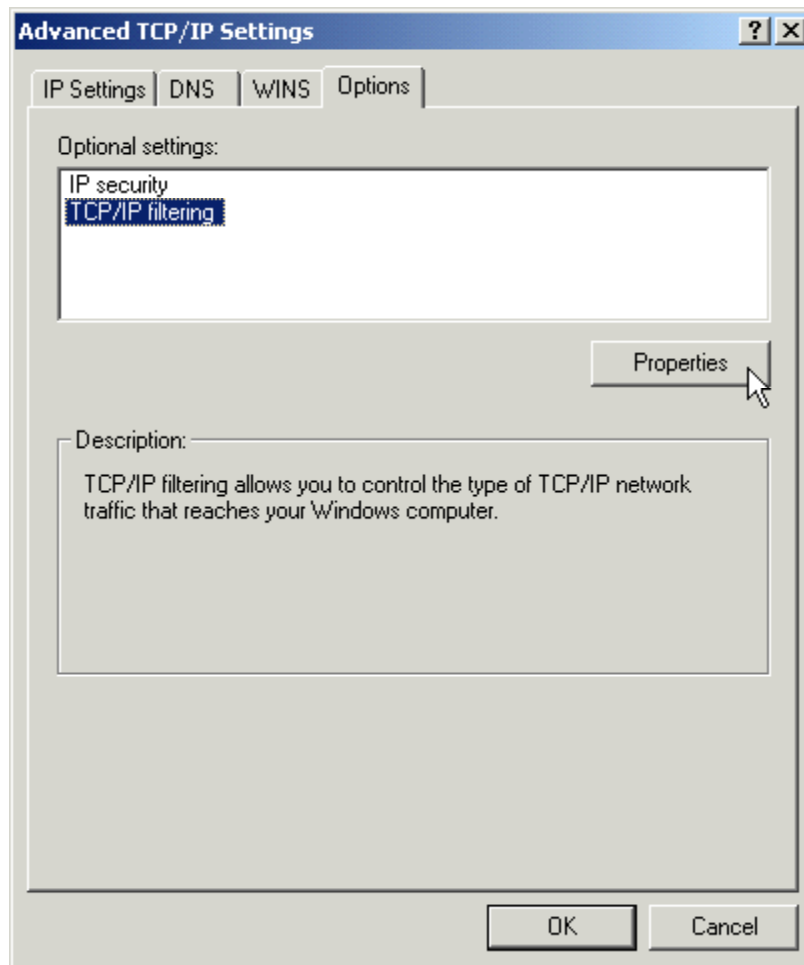 Advanced TCP/IP Settings
IP Settings DNS WINS Options
Optional settings:
IP security
TCP/IP filtering
Properties
Description:
TCP/IP filtering allows you to control the type of TCP/IP network
traffic that reaches your Windows computer.
OK Cancel